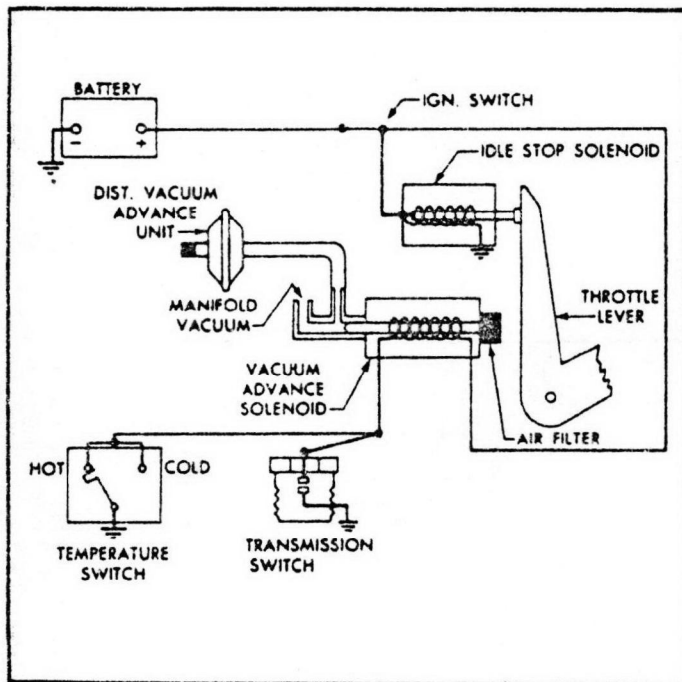 BATTERY
-
+
IGN. SWITCH
IDLE STOP SOLENOID
DIST. VACUUM
ADVANCE
UNIT
MANIFOLD
VACUUM
THROTTLE
LEVER
VACUUM
ADVANCE
SOLENOID
AIR FILTER
HOT
COLD
TEMPERATURE
SWITCH
TRANSMISSION
SWITCH